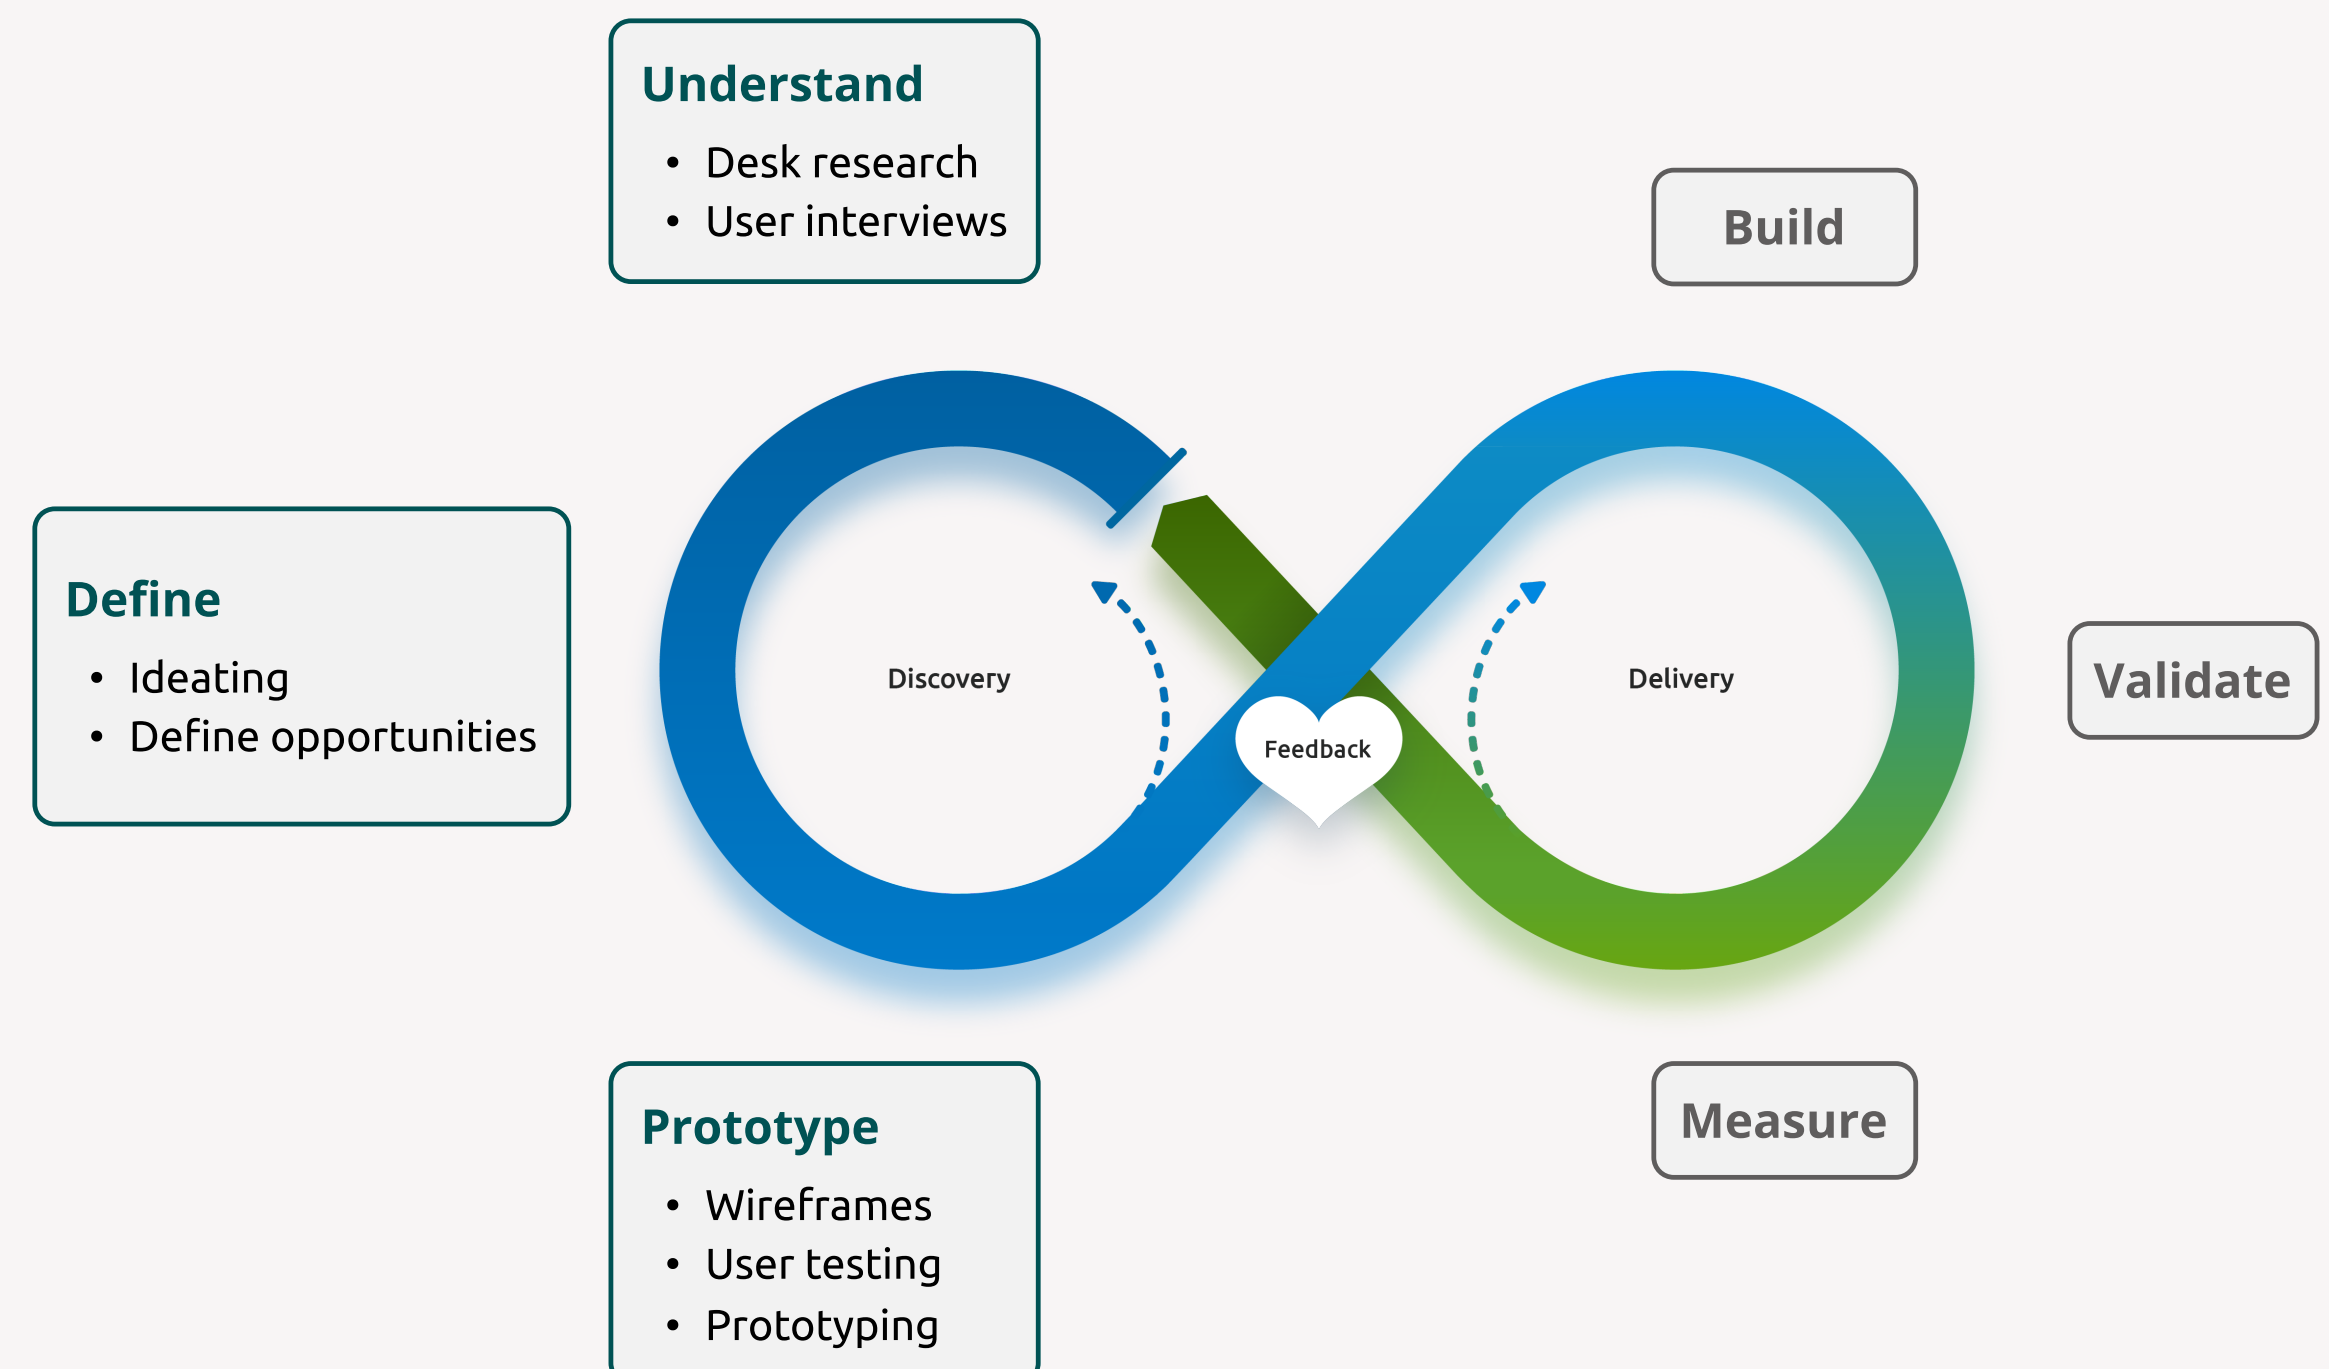 Understand
• Desk research
• User interviews
Build
Define
• Ideating
• Define opportunities
Discovery
Feedback
Delivery
Validate
Prototype
• Wireframes
• User testing
• Prototyping
Measure